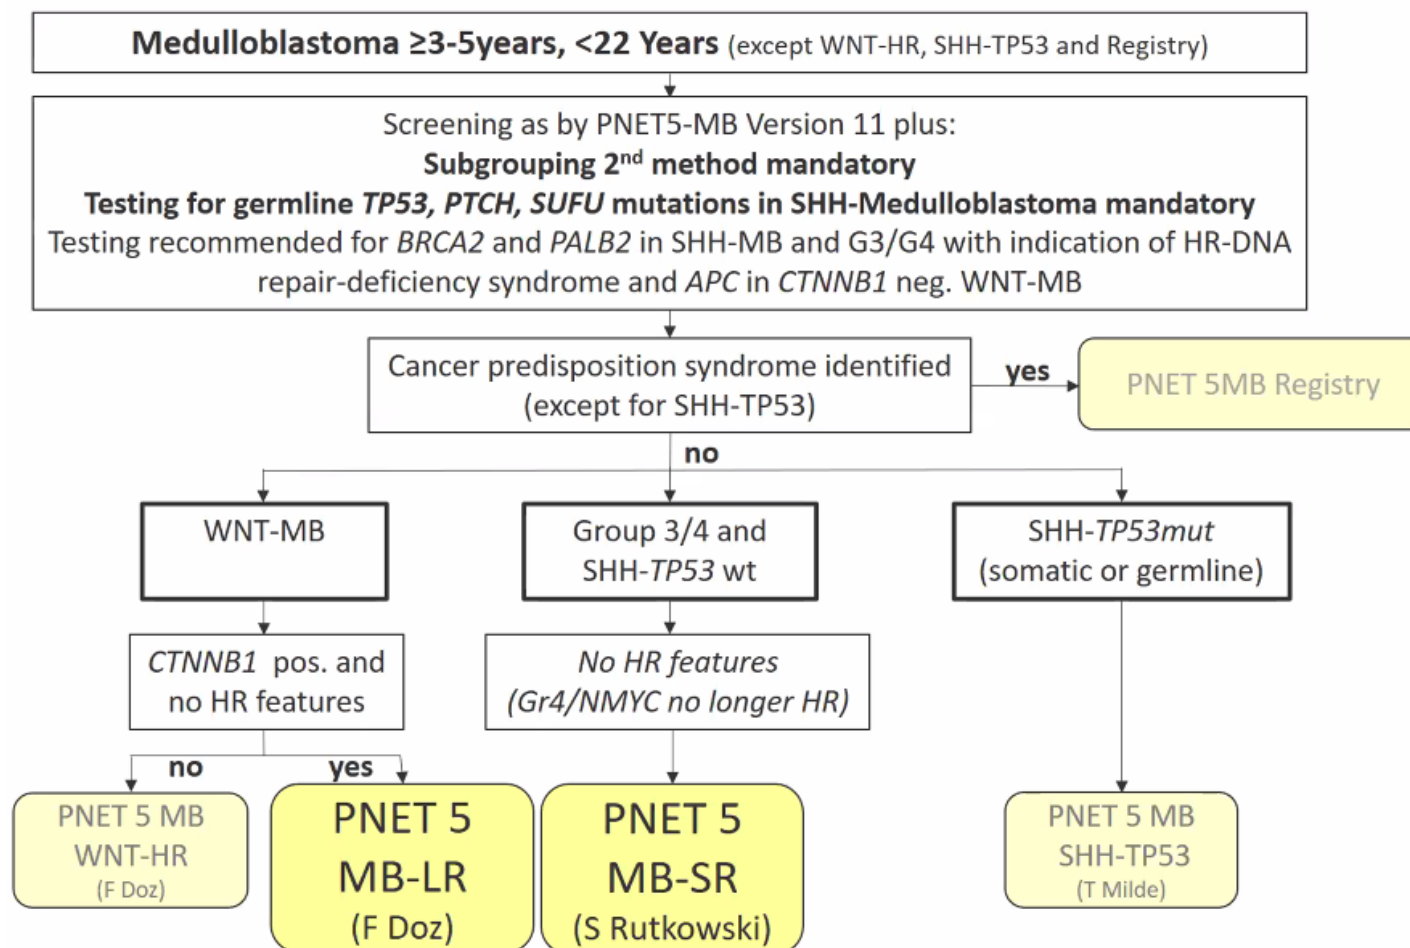 Medulloblastoma ≥3-5years, <22 Years (except WNT-HR, SHH-TP53 and Registry)
Screening as by PNET5-MB Version 11 plus:
Subgrouping 2nd method mandatory
Testing for germline TP53, PTCH, SUFU mutations in SHH-Medulloblastoma mandatory
Testing recommended for BRCA2 and PALB2 in SHH-MB and G3/G4 with indication of HR-DNA
repair-deficiency syndrome and APC in CTNNB1 neg. WNT-MB
Cancer predisposition syndrome identified
(except for SHH-TP53)
yes
PNET 5MB Registry
no
WNT-MB
Group 3/4 and
SHH-TP53 wt
SHH-TP53mut
(somatic or germline)
CTNNB1 pos. and
no HR features
No HR features
(Gr4/NMYC no longer HR)
no
yes
PNET 5 MB
WNT-HR
(F Doz)
PNET 5
MB-LR
(F Doz)
PNET 5
MB-SR
(S Rutkowski)
PNET 5 MB
SHH-TP53
(T Milde)